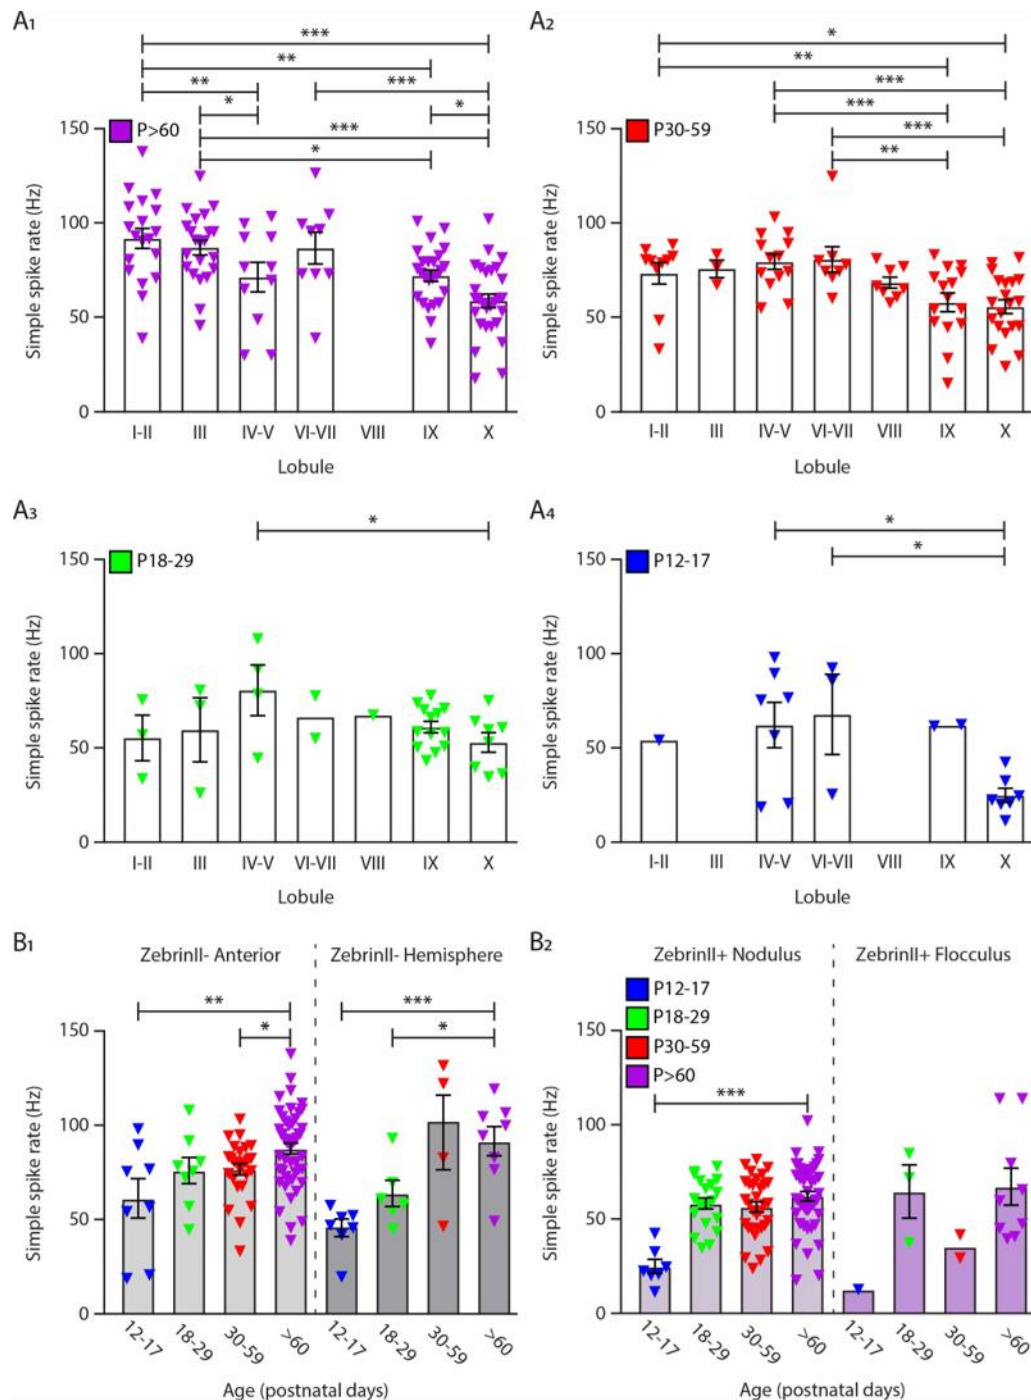 A1
***
**
** ***
* *
***
*
P>60
150
100
50
0
Simple spike rate (Hz)
I-II III IV-V VI-VII VIII IX X
Lobule
A2
*
**
***
***
***
**
P30-59
150
100
50
0
Simple spike rate (Hz)
I-II III IV-V VI-VII VIII IX X
Lobule
A3
*
P18-29
150
100
50
0
Simple spike rate (Hz)
I-II III IV-V VI-VII VIII IX X
Lobule
A4
*
*
P12-17
150
100
50
0
Simple spike rate (Hz)
I-II III IV-V VI-VII VIII IX X
Lobule
B1
ZebrinII- Anterior ZebrinII- Hemisphere
** ***
* *
150
100
50
0
Simple spike rate (Hz)
12-17 18-29 30-59 >60 12-17 18-29 30-59 >60
Age (postnatal days)
B2
ZebrinII+ Nodulus ZebrinII+ Flocculus
P12-17
P18-29
P30-59
P>60
***
150
100
50
0
Simple spike rate (Hz)
12-17 18-29 30-59 >60 12-17 18-29 30-59 >60
Age (postnatal days)